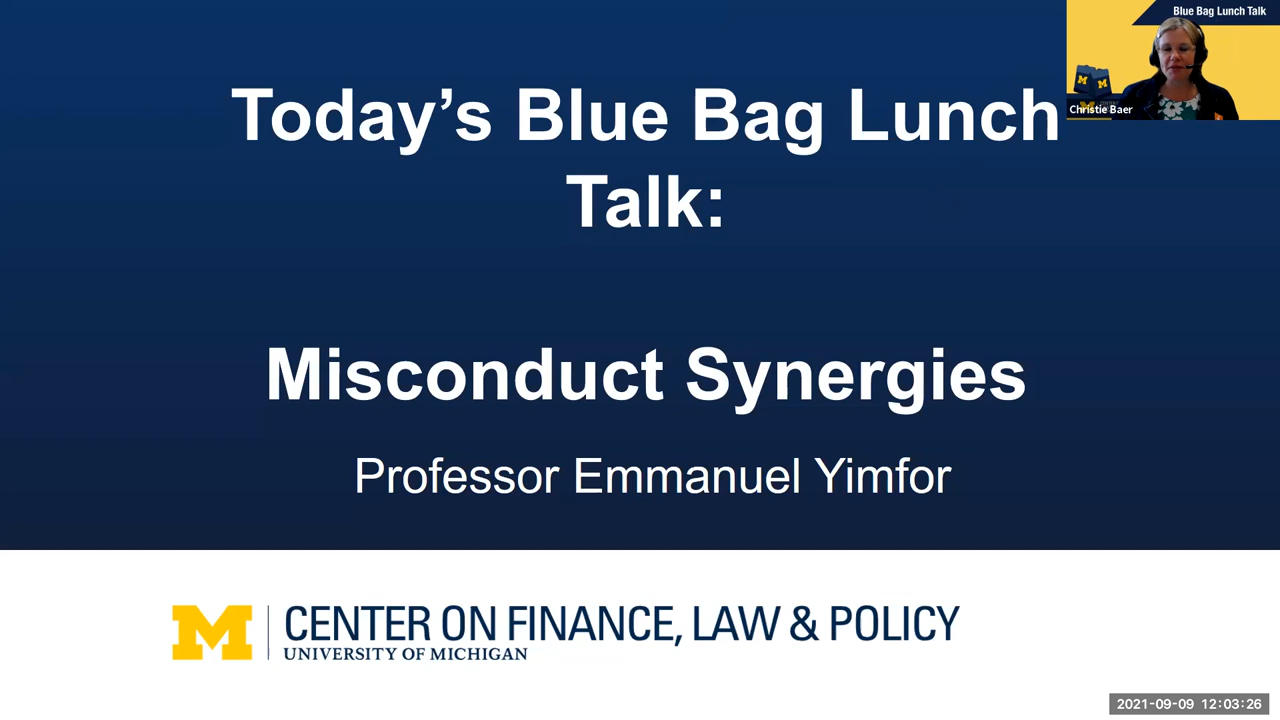 Blue Bag Lunch Talk
Christie Baer
Today's Blue Bag Lunch
Talk:
Misconduct Synergies
Professor Emmanuel Yimfor
M
CENTER ON FINANCE, LAW & POLICY
UNIVERSITY OF MICHIGAN
2021-09-09 12:03:26